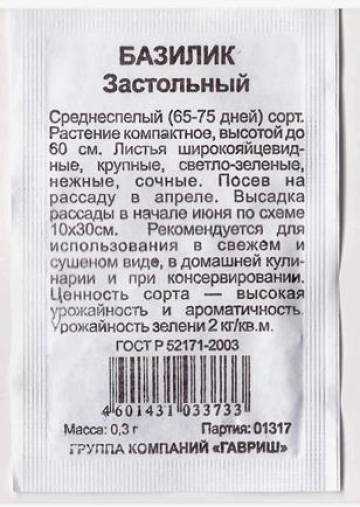 БАЗИЛИК
Застольный
Среднеспелый (65-75 дней) сорт.
Растение компактное, высотой до
60 см. Листья широкояйцевид-
ные, крупные, светло-зеленые,
нежные, сочные. Посев на
рассаду в апреле. Высадка
рассады в начале июня по схеме
10х30см. Рекомендуется для
использования в свежем и
сушеном виде, в домашней кули-
нарии и при консервировании.
Ценность сорта — высокая
урожайность и ароматичность.
Урожайность зелени 2 кг/кв.м.
ГОСТ Р 52171-2003
4 601431 033733
Масса: 0,3 г Партия: 01317
ГРУППА КОМПАНИЙ «ГАВРИШ»